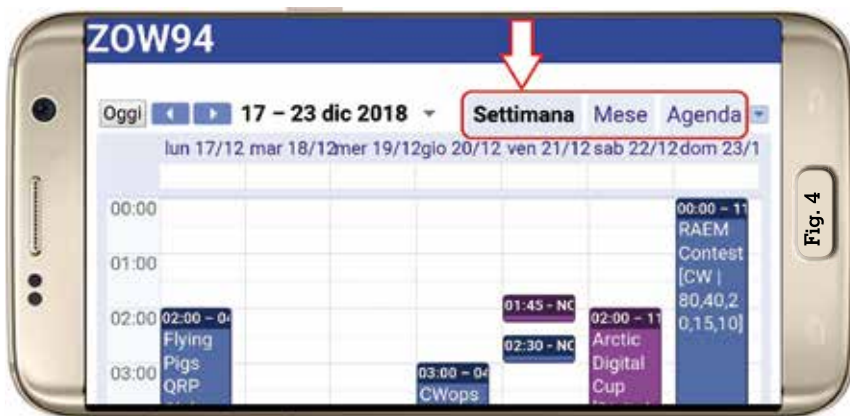 ZOW94
Oggi 17 – 23 dic 2018 Settimana Mese Agenda
lun 17/12 mar 18/12 mer 19/12 gio 20/12 ven 21/12 sab 22/12 dom 23/1
00:00
01:00
02:00
03:00
02:00 – 04
Flying
Pigs
QRP
03:00 – 04
CWops
01:45 - NC
02:30 - NC
02:00 – 11
Arctic
Digital
Cup
00:00 – 11
RAEM
Contest
[CW |
80,40,2
0,15,10]
Fig. 4